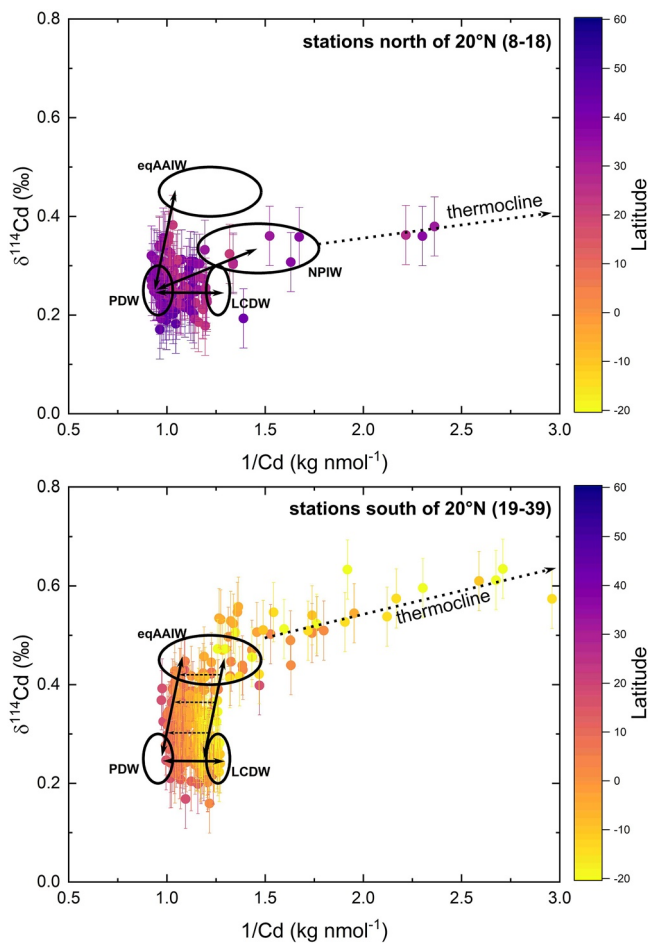 stations north of 20°N (8-18)
0.8
0.6
0.4
0.2
0.0
δ¹¹⁴Cd (‰)
eqAAIW
thermocline
NPIW
PDW
LCDW
0.5
1.0
1.5
2.0
2.5
3.0
1/Cd (kg nmol⁻¹)
60
50
40
30
20
10
0
-10
-20
Latitude
stations south of 20°N (19-39)
0.8
0.6
0.4
0.2
0.0
δ¹¹⁴Cd (‰)
eqAAIW
thermocline
PDW
LCDW
0.5
1.0
1.5
2.0
2.5
3.0
1/Cd (kg nmol⁻¹)
60
50
40
30
20
10
0
-10
-20
Latitude